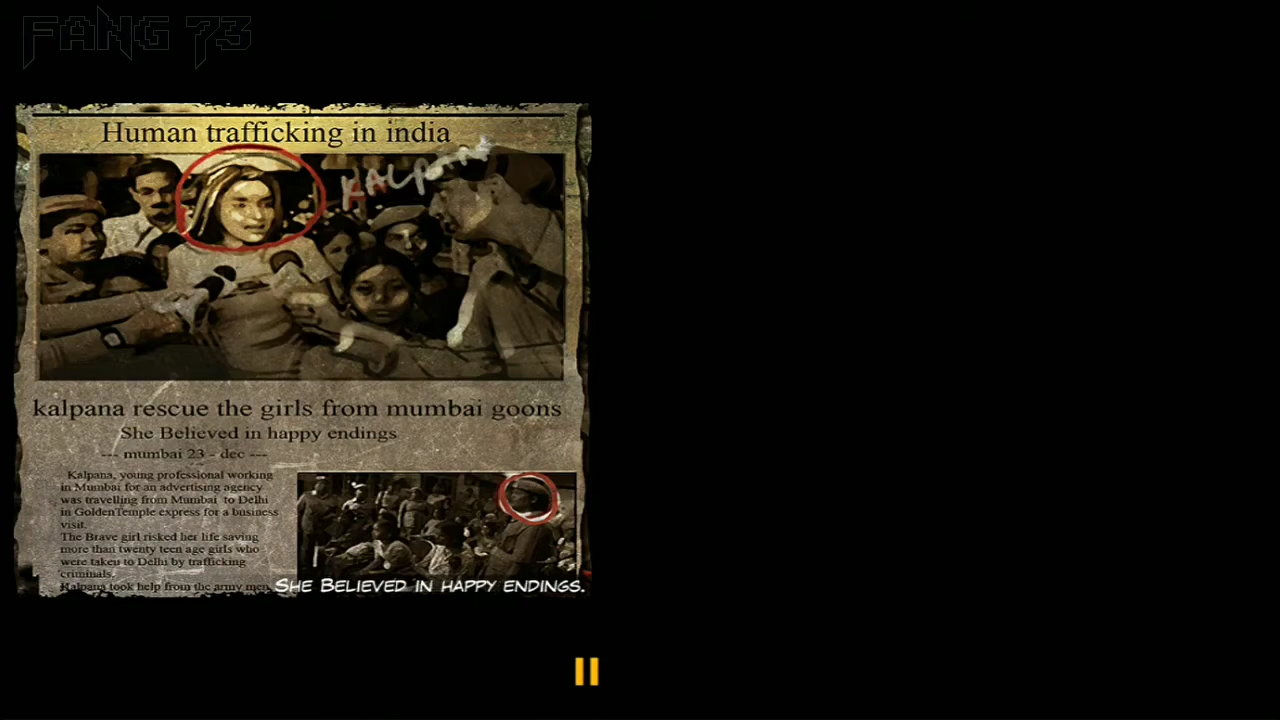 FANG 73
Human trafficking in india
KALPANA
kalpana rescue the girls from mumbai goons
She Believed in happy endings
--- mumbai 23 - dec ---
Kalpana, young professional working
in Mumbai for an advertising agency
was travelling from Mumbai to Delhi
in GoldenTemple express for a business
visit.
The Brave girl risked her life saving
more than twenty teen age girls who
were taken to Delhi by trafficking
criminals.
Kalpana took help from the army men
She Believed in happy endings.